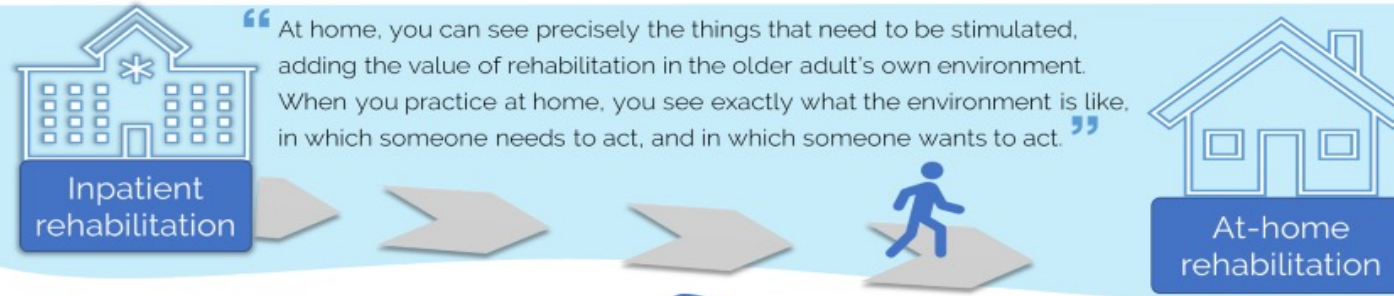 “ At home, you can see precisely the things that need to be stimulated,
adding the value of rehabilitation in the older adult's own environment.
When you practice at home, you see exactly what the environment is like,
in which someone needs to act, and in which someone wants to act. ”
Inpatient
rehabilitation
At-home
rehabilitation